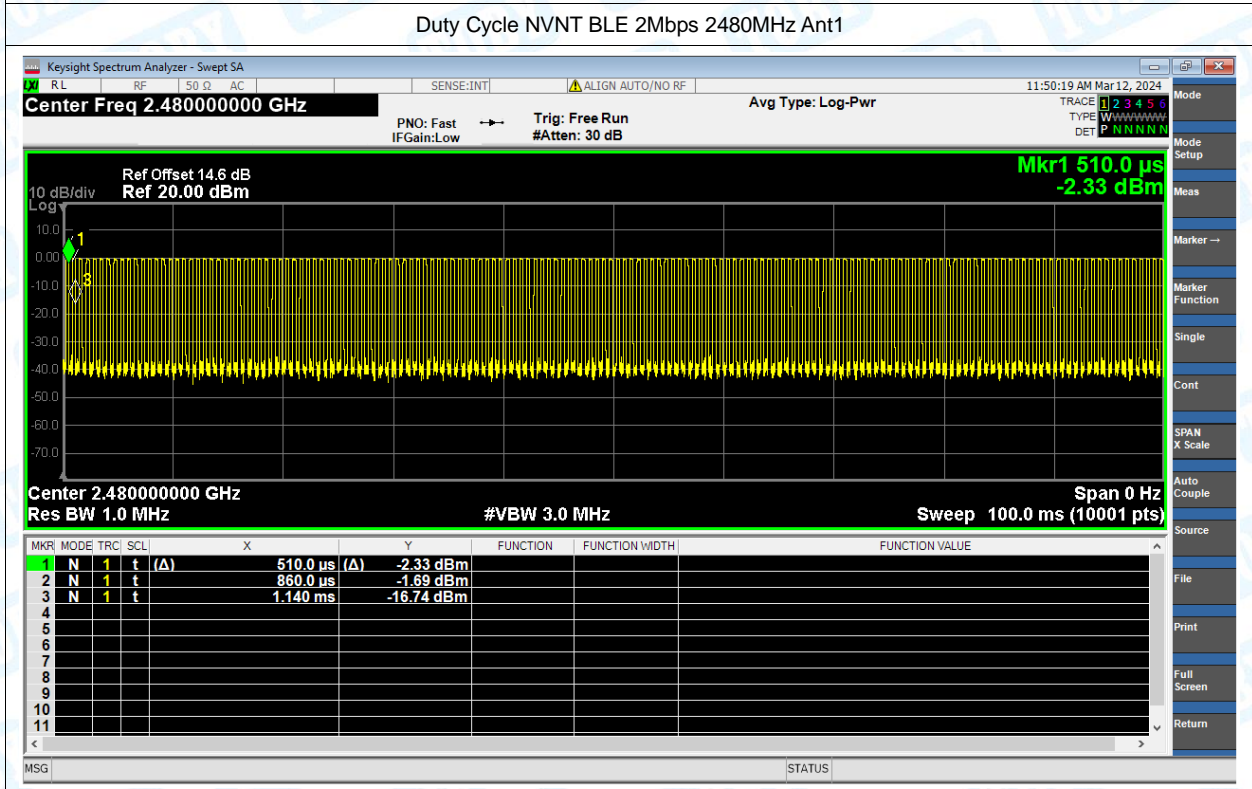 Duty Cycle NVNT BLE 2Mbps 2480MHz Ant1
Keysight Spectrum Analyzer - Swept SA
LXI RL RF 50 Ω AC SENSE:INT ALIGN AUTO/NO RF 11:50:19 AM Mar 12, 2024
Center Freq 2.480000000 GHz
PNO: Fast
IFGain:Low
Trig: Free Run
#Atten: 30 dB
Avg Type: Log-Pwr
TRACE 1 2 3 4 5 6
TYPE WWWWWW
DET P N N N N N
Mkr1 510.0 µs
-2.33 dBm
Ref Offset 14.6 dB
10 dB/div Ref 20.00 dBm
Log
10.0
0.00
-10.0
-20.0
-30.0
-40.0
-50.0
-60.0
-70.0
1
3
Center 2.480000000 GHz Span 0 Hz
Res BW 1.0 MHz #VBW 3.0 MHz Sweep 100.0 ms (10001 pts)
MKR MODE TRC SCL X Y FUNCTION FUNCTION WIDTH FUNCTION VALUE
1 N 1 t (Δ) 510.0 µs (Δ) -2.33 dBm
2 N 1 t 860.0 µs -1.69 dBm
3 N 1 t 1.140 ms -16.74 dBm
4
5
6
7
8
9
10
11
MSG STATUS
Mode
Mode
Setup
Meas
Marker →
Marker
Function
Single
Cont
SPAN
X Scale
Auto
Couple
Source
File
Print
Full
Screen
Return